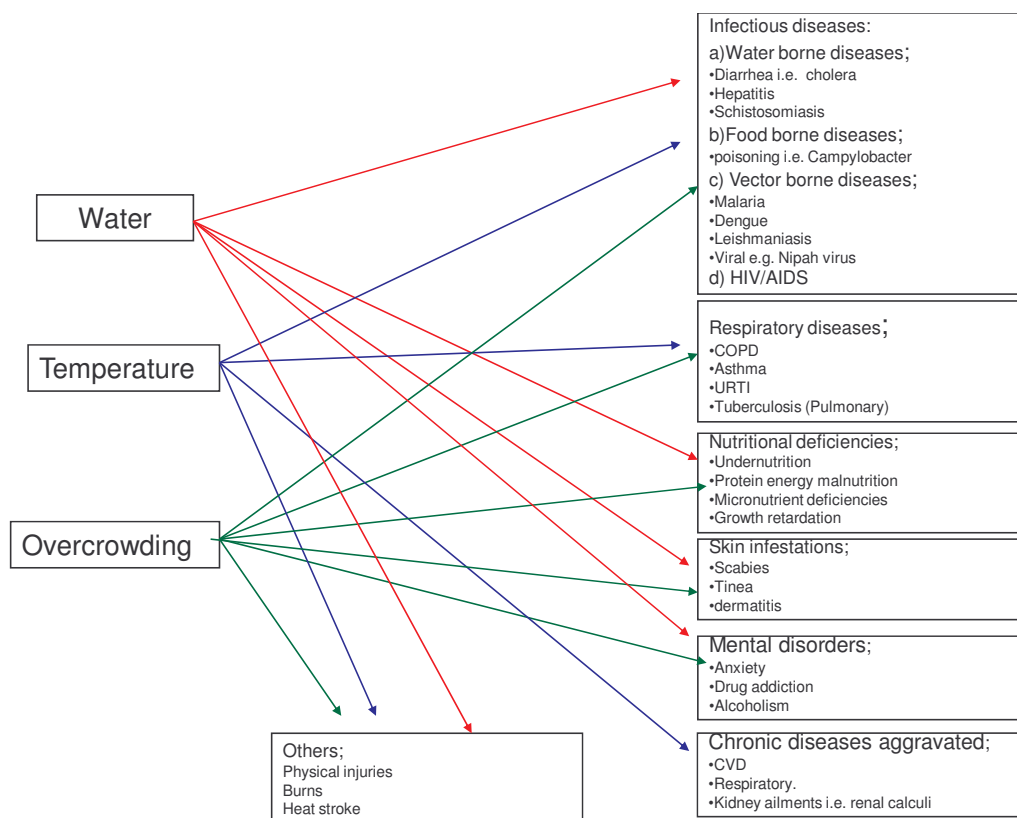 Water
Temperature
Overcrowding
Infectious diseases:
a)Water borne diseases;
•Diarrhea i.e. cholera
•Hepatitis
•Schistosomiasis
b)Food borne diseases;
•poisoning i.e. Campylobacter
c) Vector borne diseases;
•Malaria
•Dengue
•Leishmaniasis
•Viral e.g. Nipah virus
d) HIV/AIDS
Respiratory diseases;
•COPD
•Asthma
•URTI
•Tuberculosis (Pulmonary)
Nutritional deficiencies;
•Undernutrition
•Protein energy malnutrition
•Micronutrient deficiencies
•Growth retardation
Skin infestations;
•Scabies
•Tinea
•dermatitis
Mental disorders;
•Anxiety
•Drug addiction
•Alcoholism
Chronic diseases aggravated;
•CVD
•Respiratory.
•Kidney ailments i.e. renal calculi
Others;
Physical injuries
Burns
Heat stroke